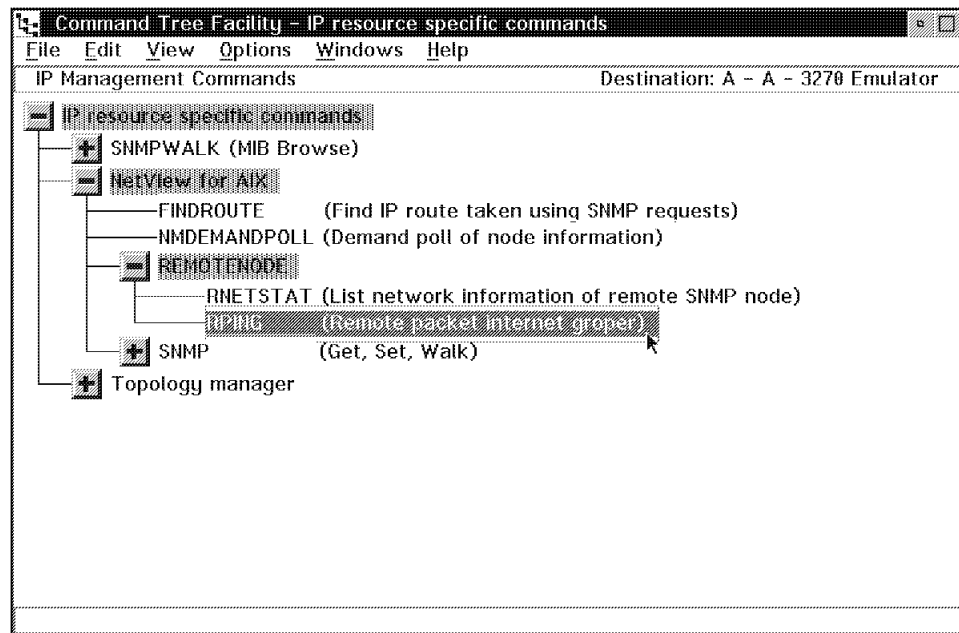 Command Tree Facility - IP resource specific commands
File Edit View Options Windows Help
IP Management Commands Destination: A - A - 3270 Emulator
IP resource specific commands
SNMPWALK (MIB Browse)
NetView for AIX
FINDROUTE (Find IP route taken using SNMP requests)
NMDEMANDPOLL (Demand poll of node information)
REMOTENODE
RNETSTAT (List network information of remote SNMP node)
RPING (Remote packet internet groper)
SNMP (Get, Set, Walk)
Topology manager